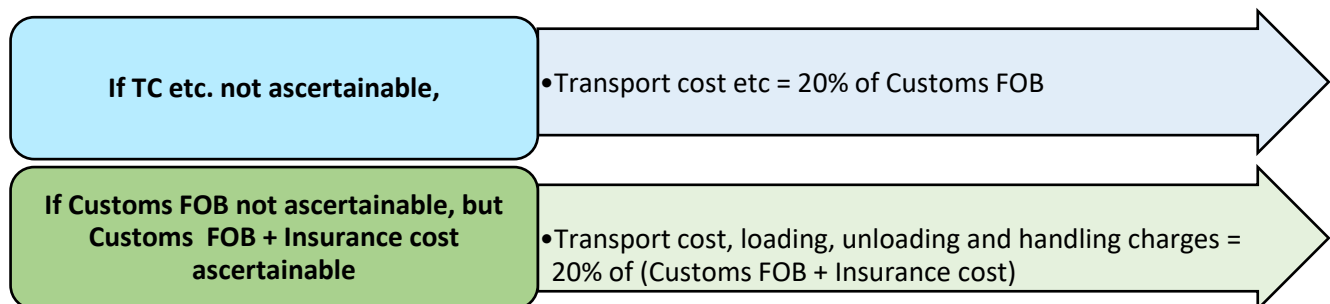 If TC etc. not ascertainable,
•Transport cost etc = 20% of Customs FOB
If Customs FOB not ascertainable, but
Customs FOB + Insurance cost
ascertainable
•Transport cost, loading, unloading and handling charges =
20% of (Customs FOB + Insurance cost)